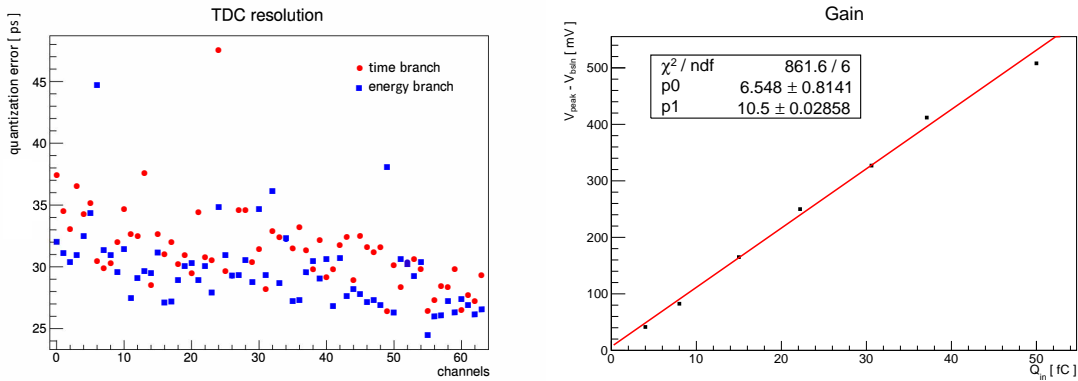 TDC resolution
quantization error [ ps ]
45
40
35
30
25
time branch
energy branch
0 10 20 30 40 50 60
channels
Gain
V_peak - V_bsln [ mV ]
500
400
300
200
100
0
χ² / ndf 861.6 / 6
p0 6.548 ± 0.8141
p1 10.5 ± 0.02858
0 10 20 30 40 50
Q_in [ fC ]